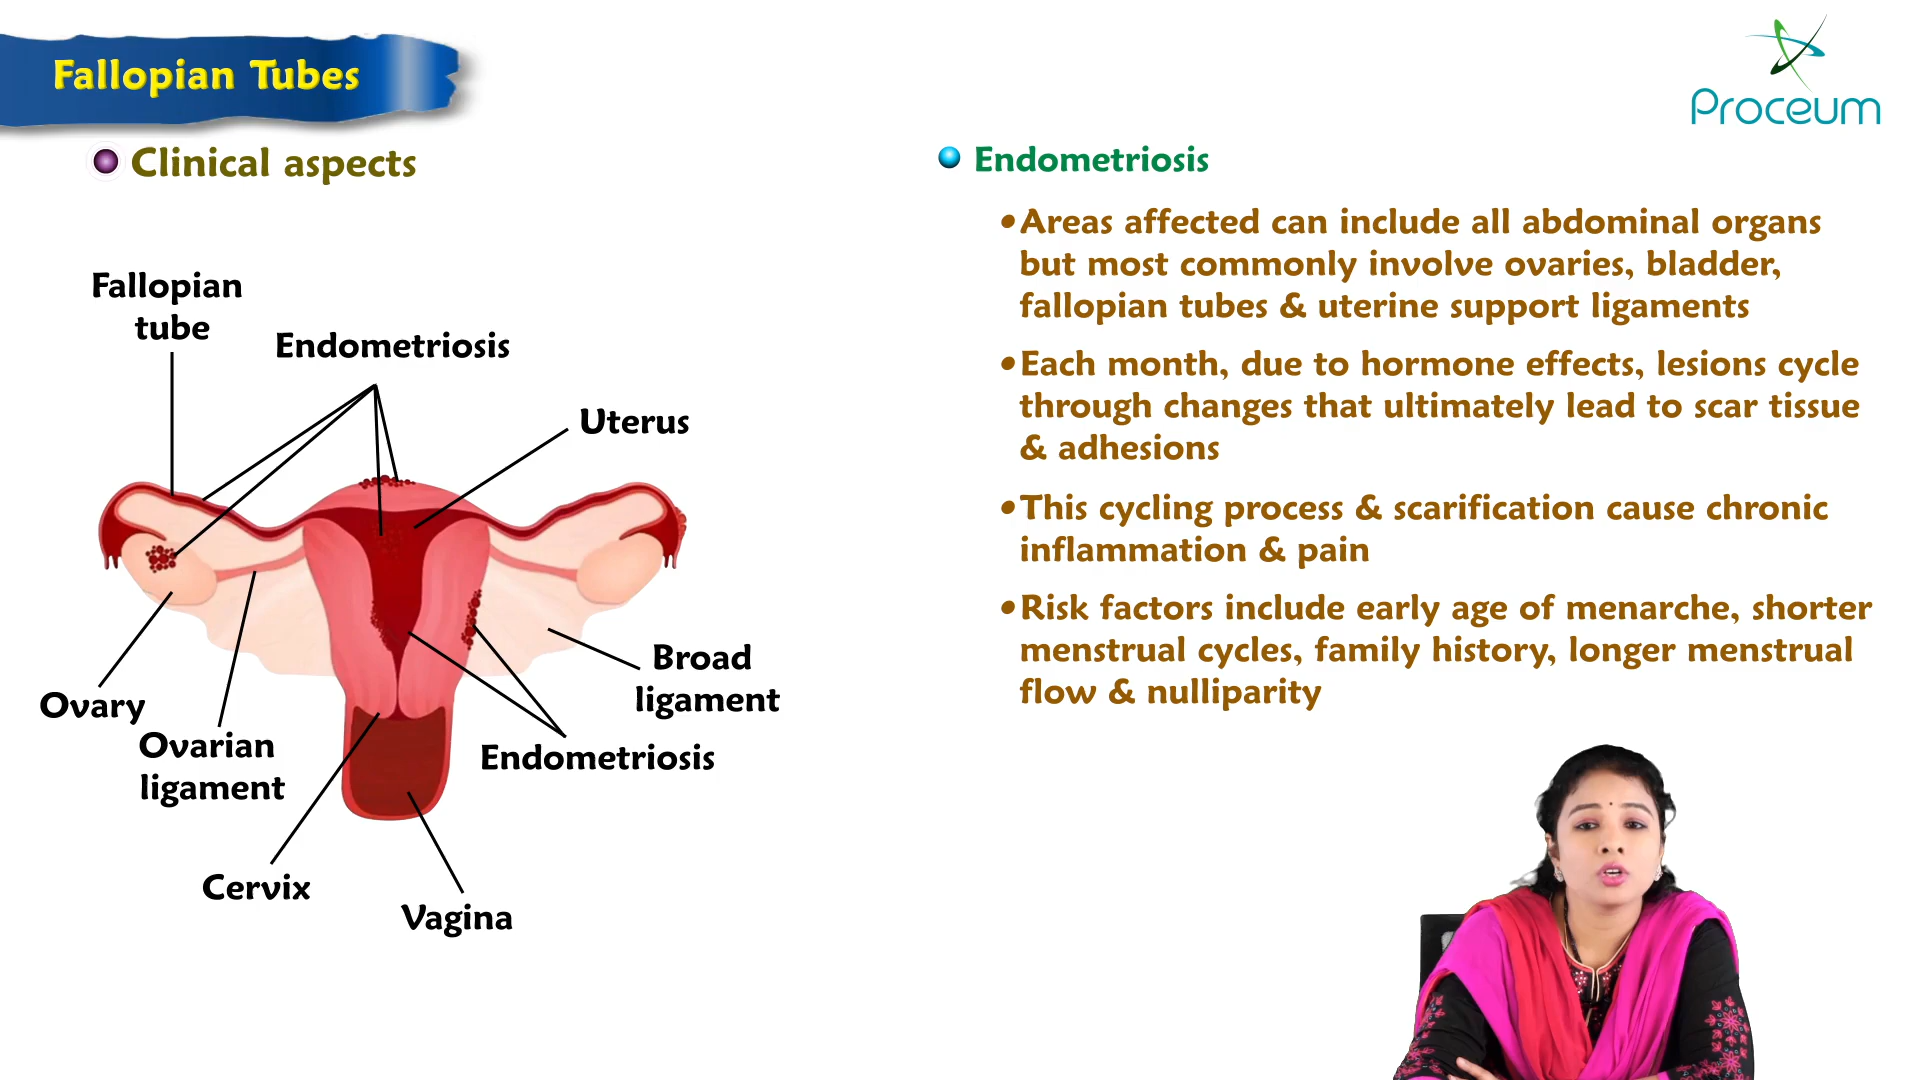 Fallopian Tubes
Proceum
Clinical aspects
Fallopian
tube
Endometriosis
Uterus
Broad
ligament
Ovary
Ovarian
ligament
Endometriosis
Cervix
Vagina
Endometriosis
•Areas affected can include all abdominal organs
but most commonly involve ovaries, bladder,
fallopian tubes & uterine support ligaments
•Each month, due to hormone effects, lesions cycle
through changes that ultimately lead to scar tissue
& adhesions
•This cycling process & scarification cause chronic
inflammation & pain
•Risk factors include early age of menarche, shorter
menstrual cycles, family history, longer menstrual
flow & nulliparity